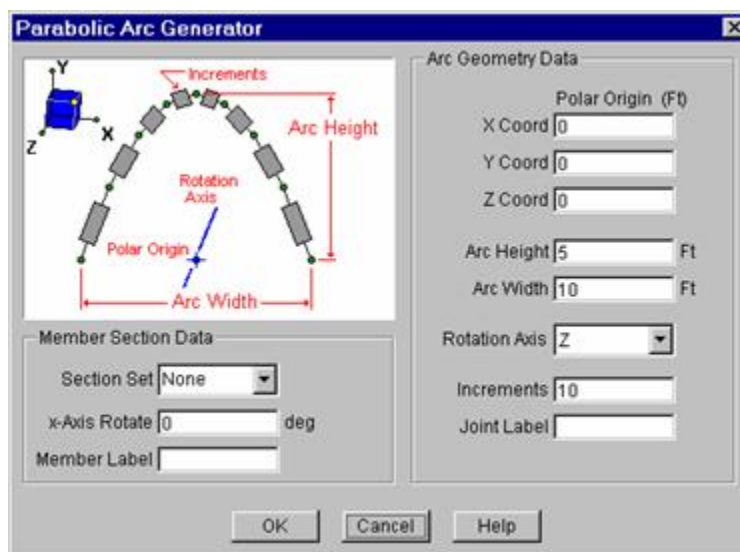 Parabolic Arc Generator
Y
X
Z
Increments
Arc Height
Rotation
Axis
Polar Origin
Arc Width
Member Section Data
Section Set None
x-Axis Rotate 0 deg
Member Label
Arc Geometry Data
Polar Origin (Ft)
X Coord 0
Y Coord 0
Z Coord 0
Arc Height 5 Ft
Arc Width 10 Ft
Rotation Axis Z
Increments 10
Joint Label
OK Cancel Help